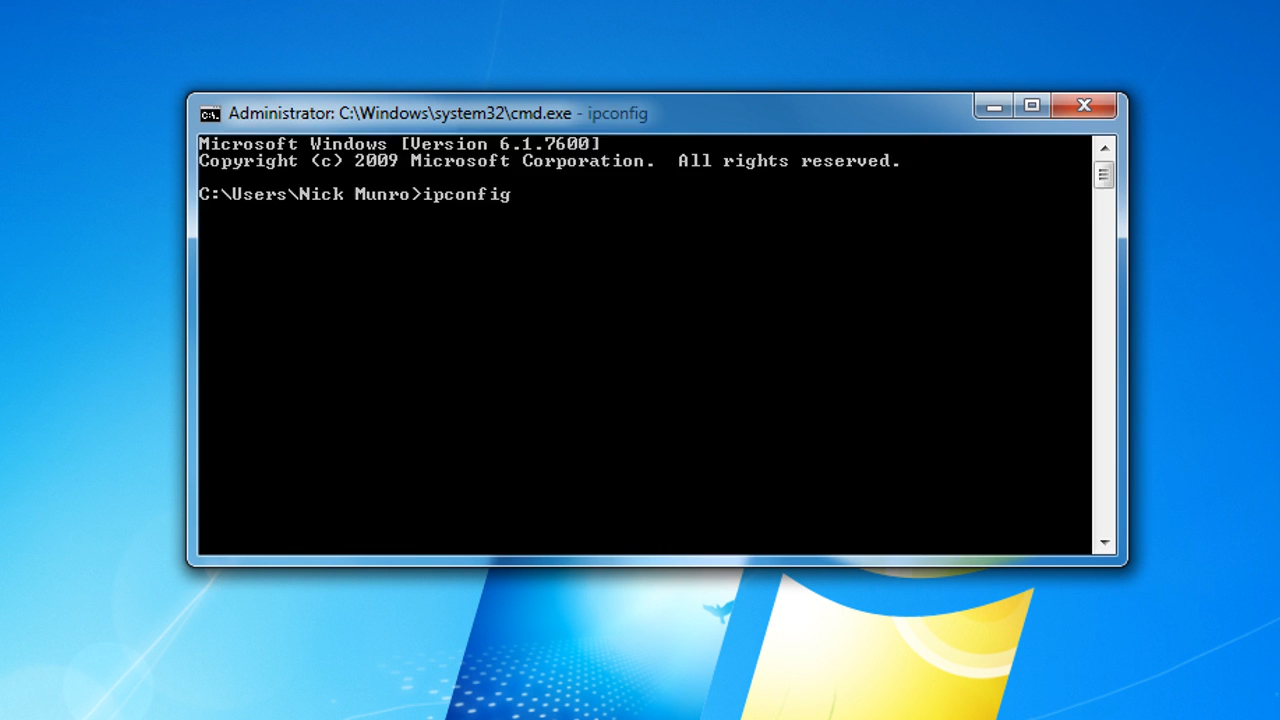 Administrator: C:\Windows\system32\cmd.exe - ipconfig
Microsoft Windows [Version 6.1.7600]
Copyright (c) 2009 Microsoft Corporation.  All rights reserved.
C:\Users\Nick Munro>ipconfig